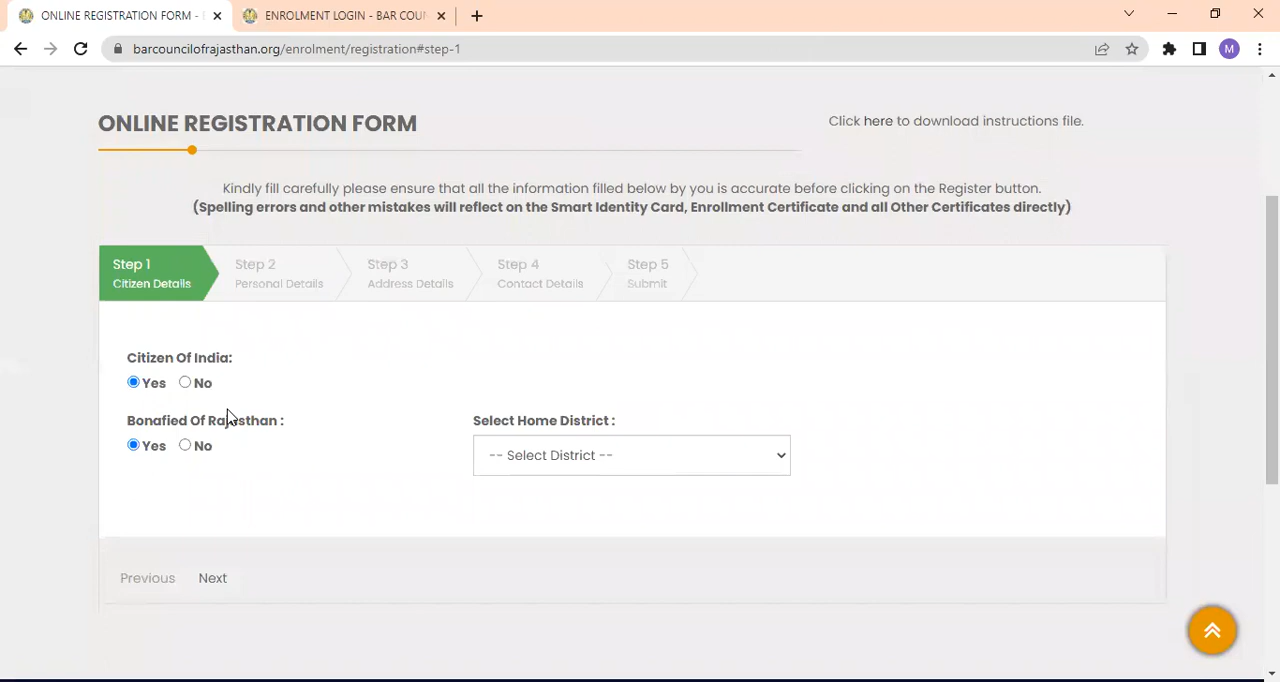 ONLINE REGISTRATION FORM -
ENROLMENT LOGIN - BAR COUN
barcouncilofrajasthan.org/enrolment/registration#step-1
M
ONLINE REGISTRATION FORM
Click here to download instructions file.
Kindly fill carefully please ensure that all the information filled below by you is accurate before clicking on the Register button.
(Spelling errors and other mistakes will reflect on the Smart Identity Card, Enrollment Certificate and all Other Certificates directly)
Step 1 Step 2 Step 3 Step 4 Step 5
Citizen Details Personal Details Address Details Contact Details Submit
Citizen Of India:
Yes No
Bonafied Of Rajasthan : Select Home District :
Yes No -- Select District --
Previous Next